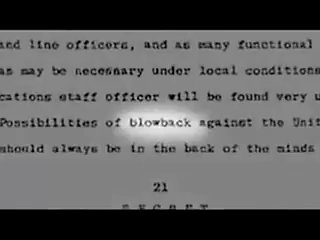 and line officers, and as many functional
as may be necessary under local conditions
cations staff officer will be found very u
Possibilities of blowback against the Unit
should always be in the back of the minds
21
SECRET